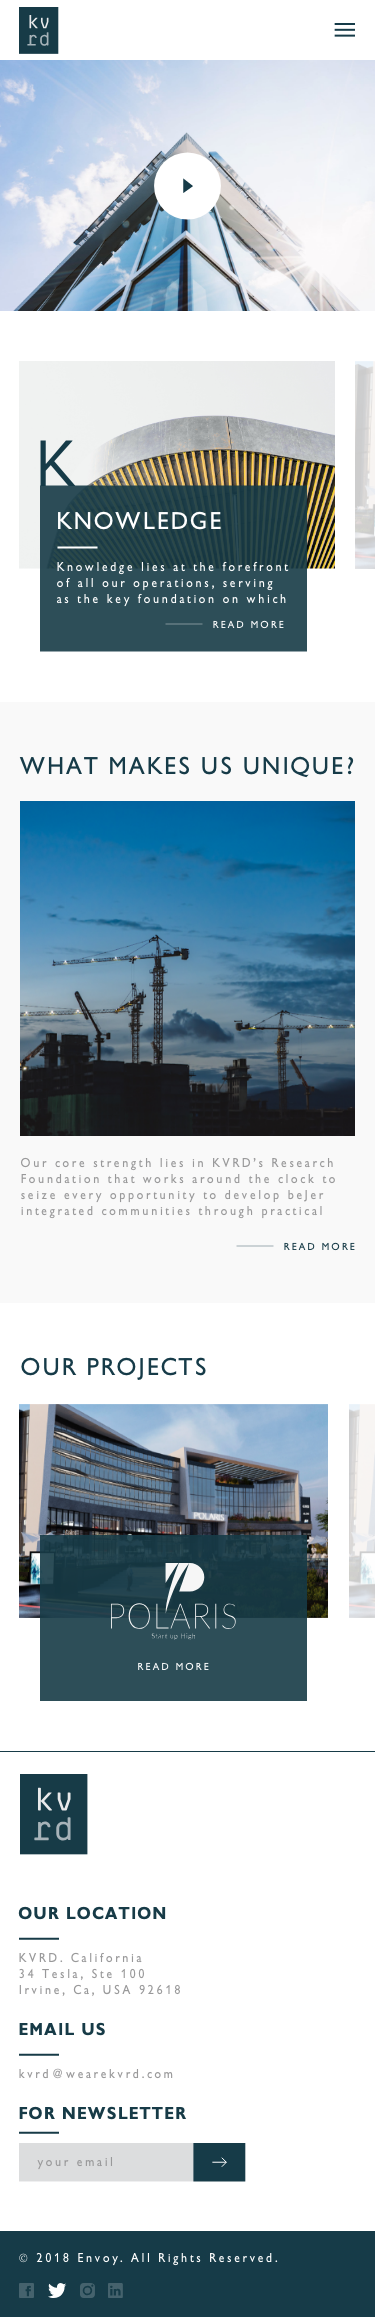 kv
rd
K
KNOWLEDGE
Knowledge lies at the forefront
of all our operations, serving
as the key foundation on which
READ MORE
WHAT MAKES US UNIQUE?
Our core strength lies in KVRD's Research
Foundation that works around the clock to
seize every opportunity to develop beJer
integrated communities through practical
READ MORE
OUR PROJECTS
POLARIS
POLARIS
Start up High
READ MORE
kv
rd
OUR LOCATION
KVRD. California
34 Tesla, Ste 100
Irvine, Ca, USA 92618
EMAIL US
kvrd@wearekvrd.com
FOR NEWSLETTER
your email
© 2018 Envoy. All Rights Reserved.